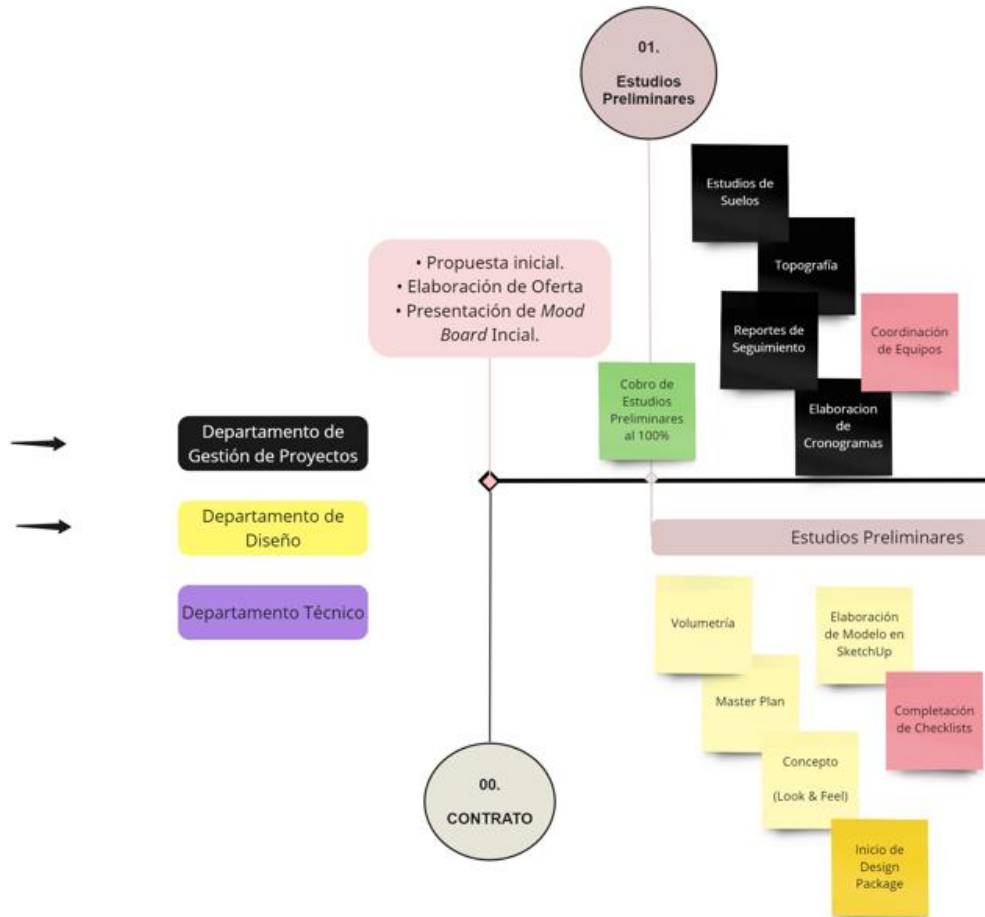 01.
Estudios
Preliminares
Estudios de
Suelos
Topografía
• Propuesta inicial.
• Elaboración de Oferta
• Presentación de Mood
Board Incial.
Reportes de
Seguimiento
Coordinación
de Equipos
Cobro de
Estudios
Preliminares
al 100%
Elaboracion
de
Cronogramas
Departamento de
Gestión de Proyectos
Departamento de
Diseño
Departamento Técnico
Estudios Preliminares
Volumetría
Elaboración
de Modelo en
SketchUp
Master Plan
Completación
de Checklists
Concepto
(Look & Feel)
00.
CONTRATO
Inicio de
Design
Package